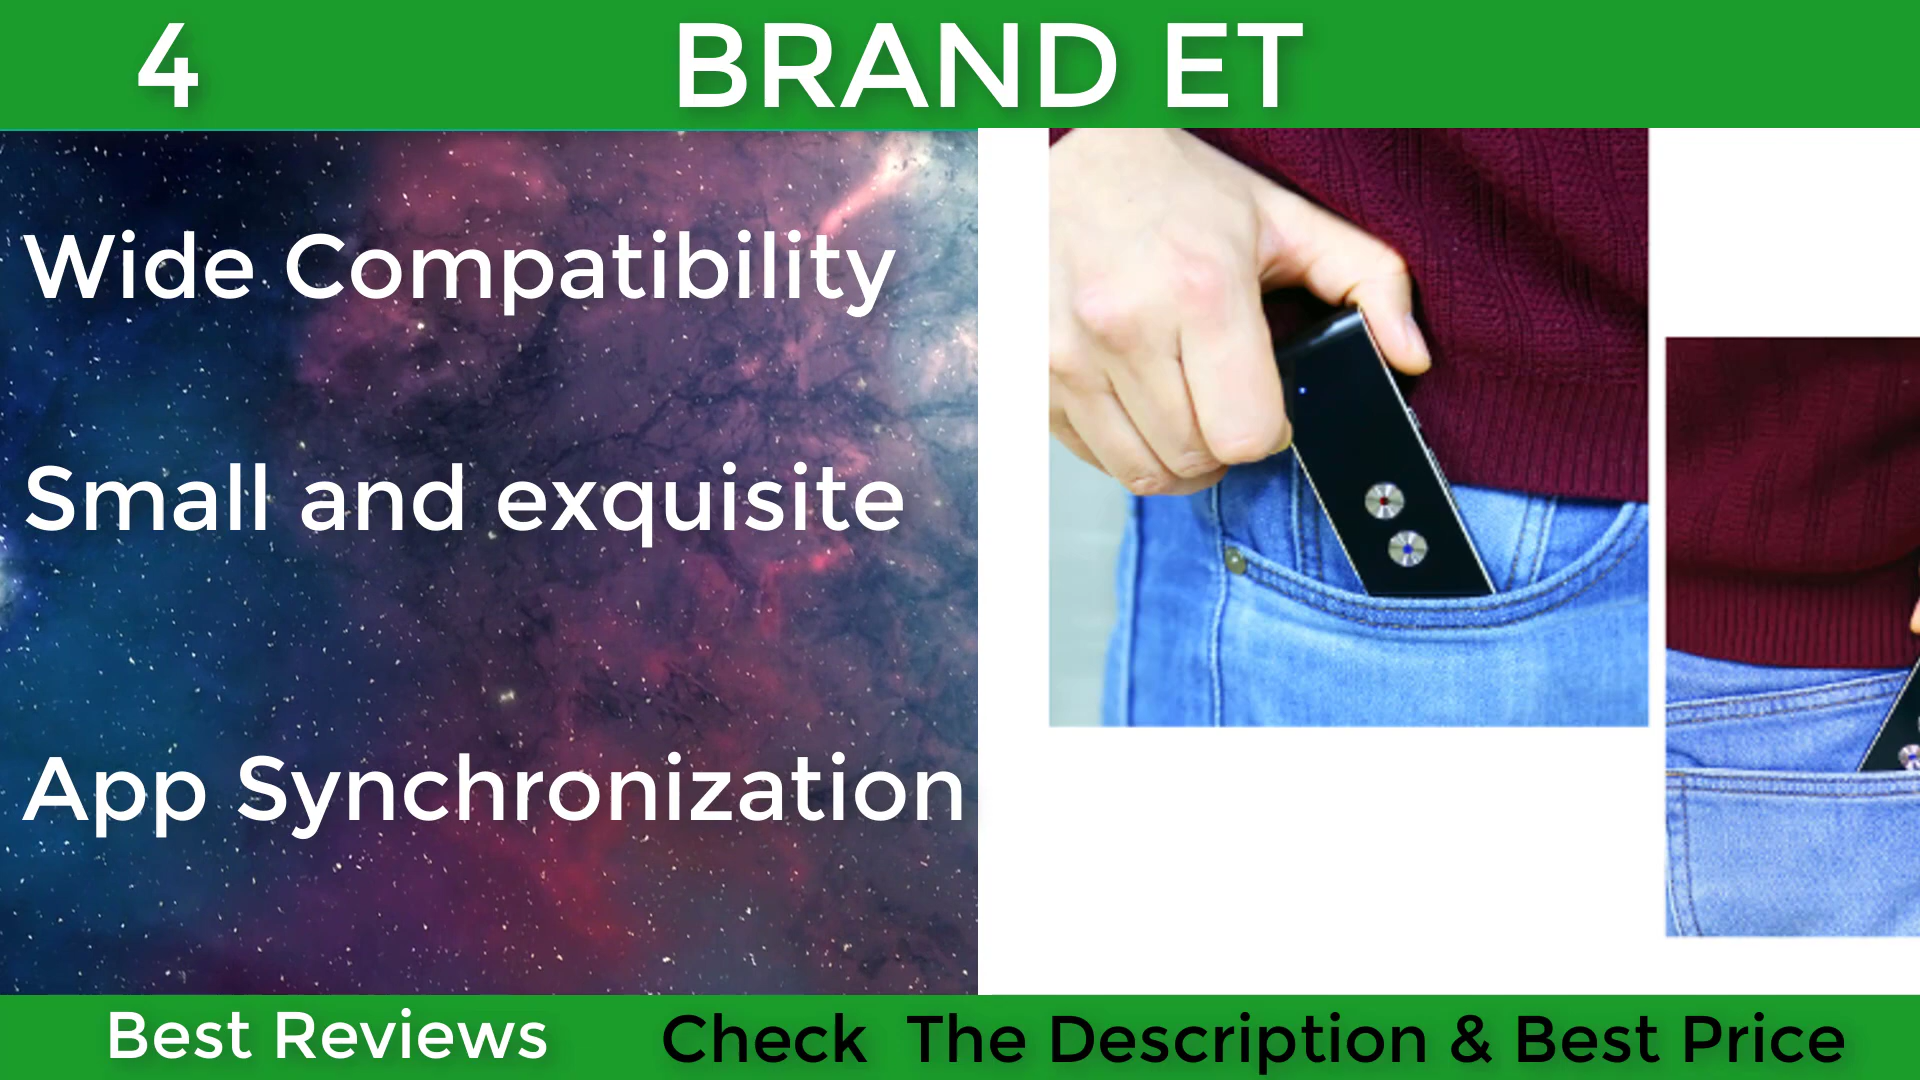 4
BRAND ET
Wide Compatibility
Small and exquisite
App Synchronization
Best Reviews
Check The Description & Best Price